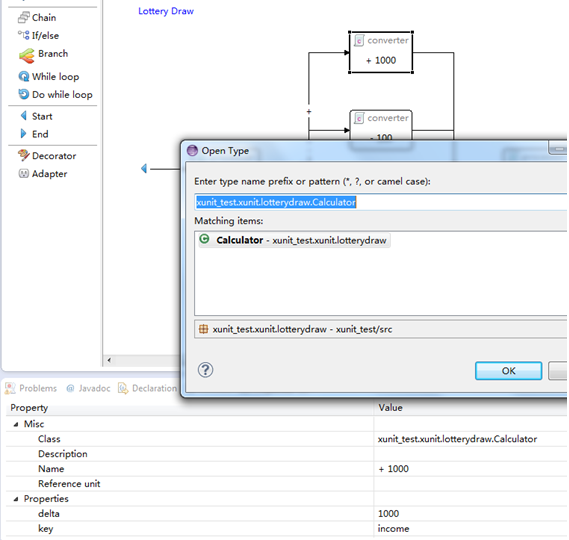 Lottery Draw
Chain
If/else
Branch
While loop
Do while loop
Start
End
Decorator
Adapter
converter
+ 1000
+
converter
- 100
Open Type
Enter type name prefix or pattern (*, ?, or camel case):
xunit_test.xunit.lotterydraw.Calculator
Matching items:
Calculator - xunit_test.xunit.lotterydraw
xunit_test.xunit.lotterydraw - xunit_test/src
OK
Problems @ Javadoc Declaration
Property Value
Misc
Class xunit_test.xunit.lotterydraw.Calculator
Description
Name + 1000
Reference unit
Properties
delta 1000
key income